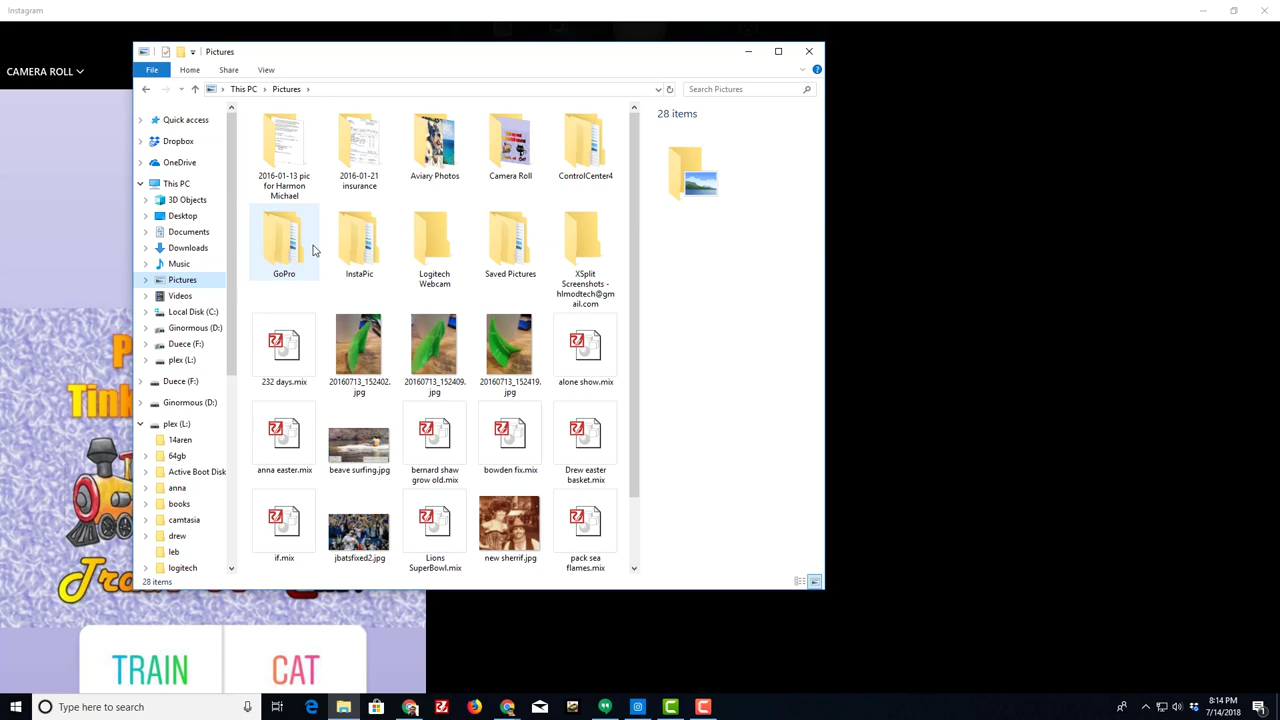 Instagram
CAMERA ROLL
Pictures
File
Home
Share
View
This PC
Pictures
Search Pictures
Quick access
Dropbox
OneDrive
This PC
3D Objects
Desktop
Documents
Downloads
Music
Pictures
Videos
Local Disk (C:)
Ginormous (D:)
Duece (F:)
plex (L:)
Duece (F:)
Ginormous (D:)
plex (L:)
14aren
64gb
Active Boot Disk
anna
books
camtasia
drew
leb
logitech
2016-01-13 pic
for Harmon
Michael
2016-01-21
insurance
Aviary Photos
Camera Roll
ControlCenter4
GoPro
InstaPic
Logitech
Webcam
Saved Pictures
XSplit
Screenshots -
hlmodtech@g
mail.com
232 days.mix
20160713_152402.
jpg
20160713_152409.
jpg
20160713_152419.
jpg
alone show.mix
anna easter.mix
beave surfing.jpg
bernard shaw
grow old.mix
bowden fix.mix
Drew easter
basket.mix
if.mix
jbatsfixed2.jpg
Lions
SuperBowl.mix
new sherrif.jpg
pack sea
flames.mix
28 items
28 items
TRAIN
CAT
Type here to search
8:14 PM
7/14/2018